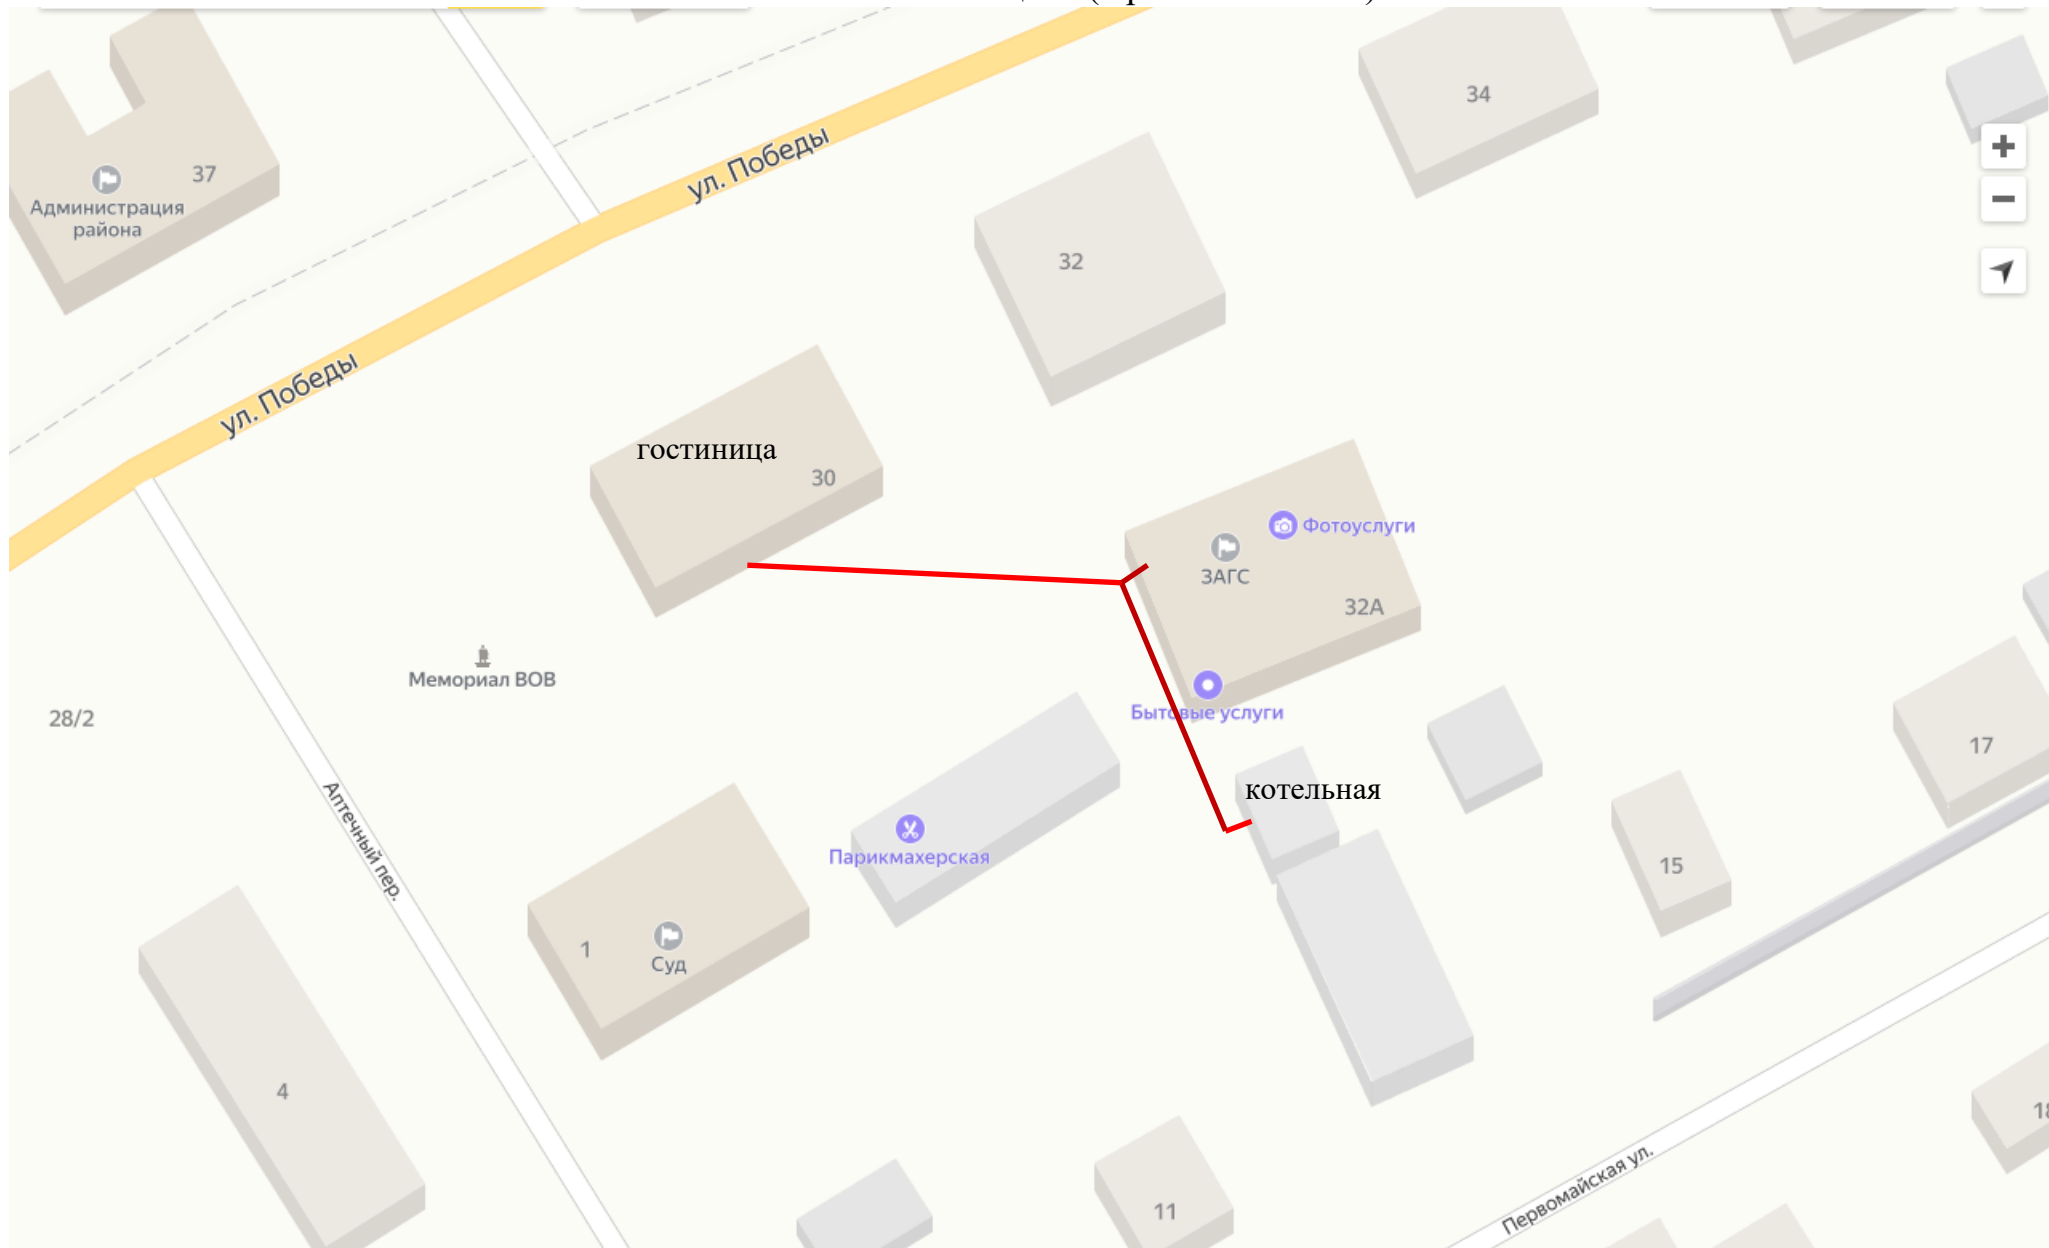 34
37
Администрация
района
ул. Победы
32
ул. Победы
гостиница
30
Фотоуслуги
ЗАГС
32А
Мемориал ВОВ
28/2
Бытовые услуги
17
котельная
Аптечный пер.
Парикмахерская
15
1
Суд
4
11
Первомайская ул.